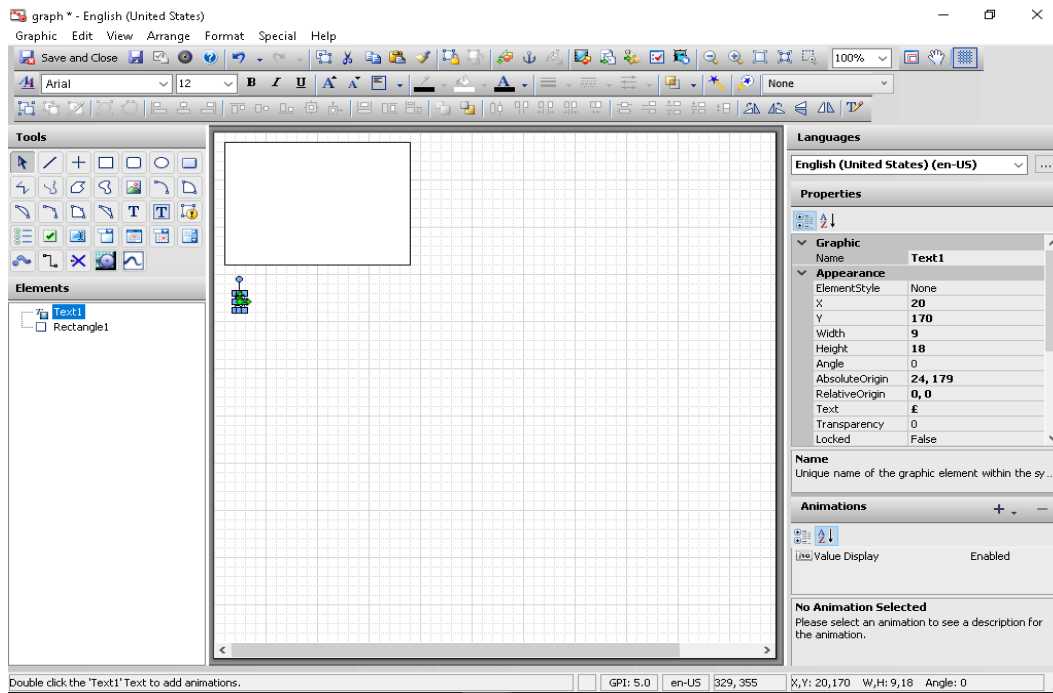 graph * - English (United States)
Graphic Edit View Arrange Format Special Help
Save and Close 100%
Arial 12 B I U A A A None
Tools
T T
Elements
Text1
Rectangle1
Languages
English (United States) (en-US) ...
Properties
Graphic
Name Text1
Appearance
ElementStyle None
X 20
Y 170
Width 9
Height 18
Angle 0
AbsoluteOrigin 24, 179
RelativeOrigin 0, 0
Text £
Transparency 0
Locked False
Name
Unique name of the graphic element within the sy...
Animations
Value Display Enabled
No Animation Selected
Please select an animation to see a description for
the animation.
Double click the 'Text1' Text to add animations. GPI: 5.0 en-US 329, 355 X,Y: 20,170 W,H: 9,18 Angle: 0